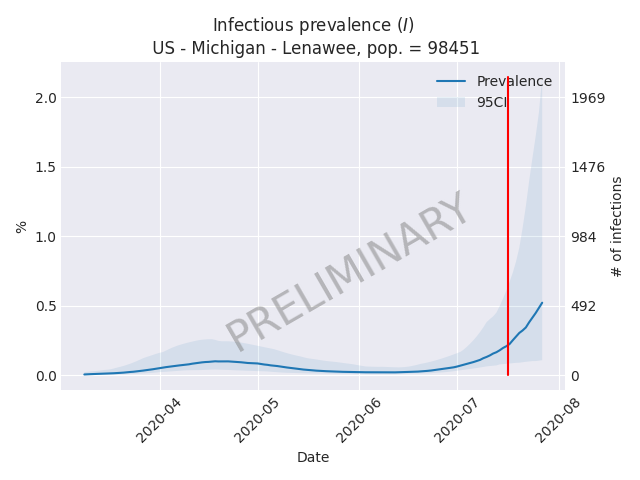 Infectious prevalence (I)
US - Michigan - Lenawee, pop. = 98451
Prevalence
95CI
2.0
1.5
1.0
0.5
0.0
%
1969
1476
984
492
0
# of infections
PRELIMINARY
2020-04
2020-05
2020-06
2020-07
2020-08
Date